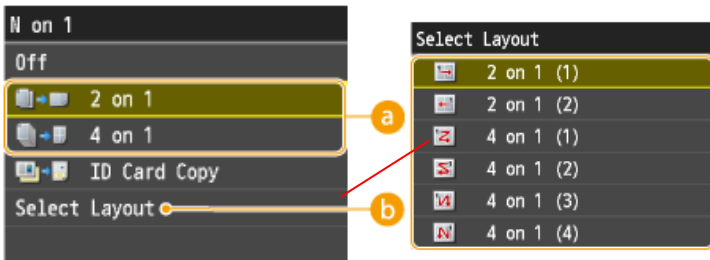 N on 1
Off
2 on 1
4 on 1
ID Card Copy
Select Layout
a
b
Select Layout
2 on 1 (1)
2 on 1 (2)
4 on 1 (1)
4 on 1 (2)
4 on 1 (3)
4 on 1 (4)